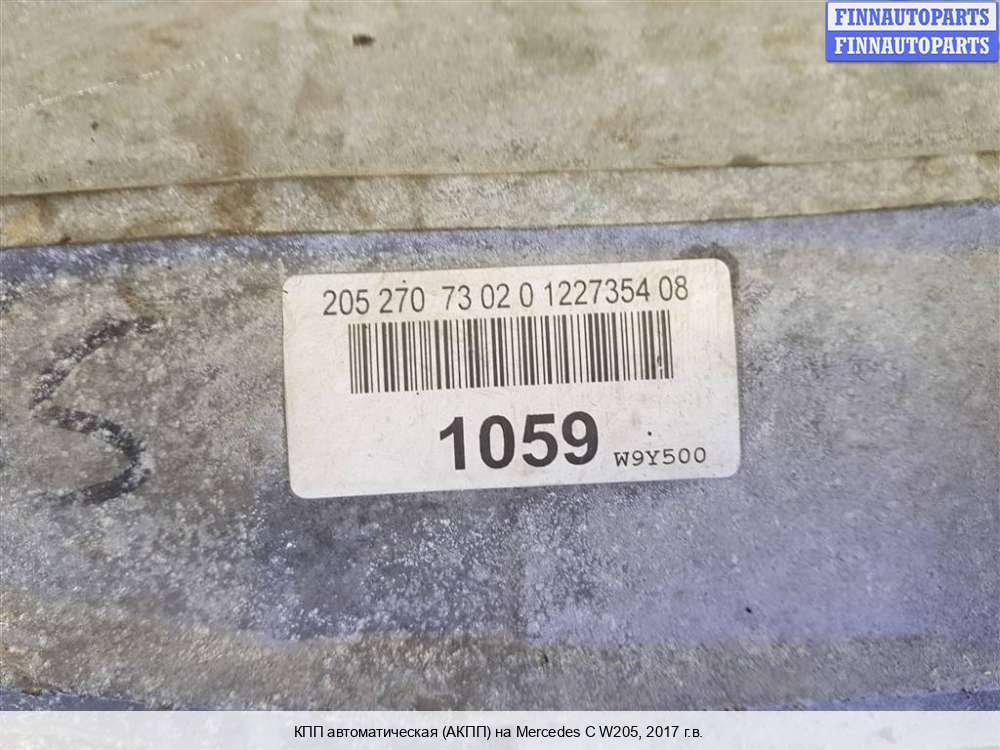 FINNAUTOPARTS
FINNAUTOPARTS
205 270 73 02 0 1227354 08
1059 W9Y500
КПП автоматическая (АКПП) на Mercedes C W205, 2017 г.в.